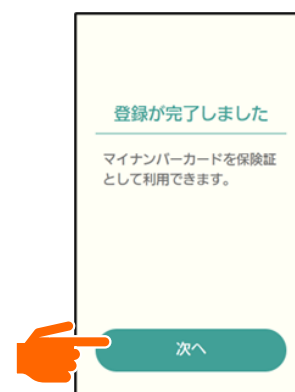 登録が完了しました
マイナンバーカードを保険証
として利用できます。
次へ